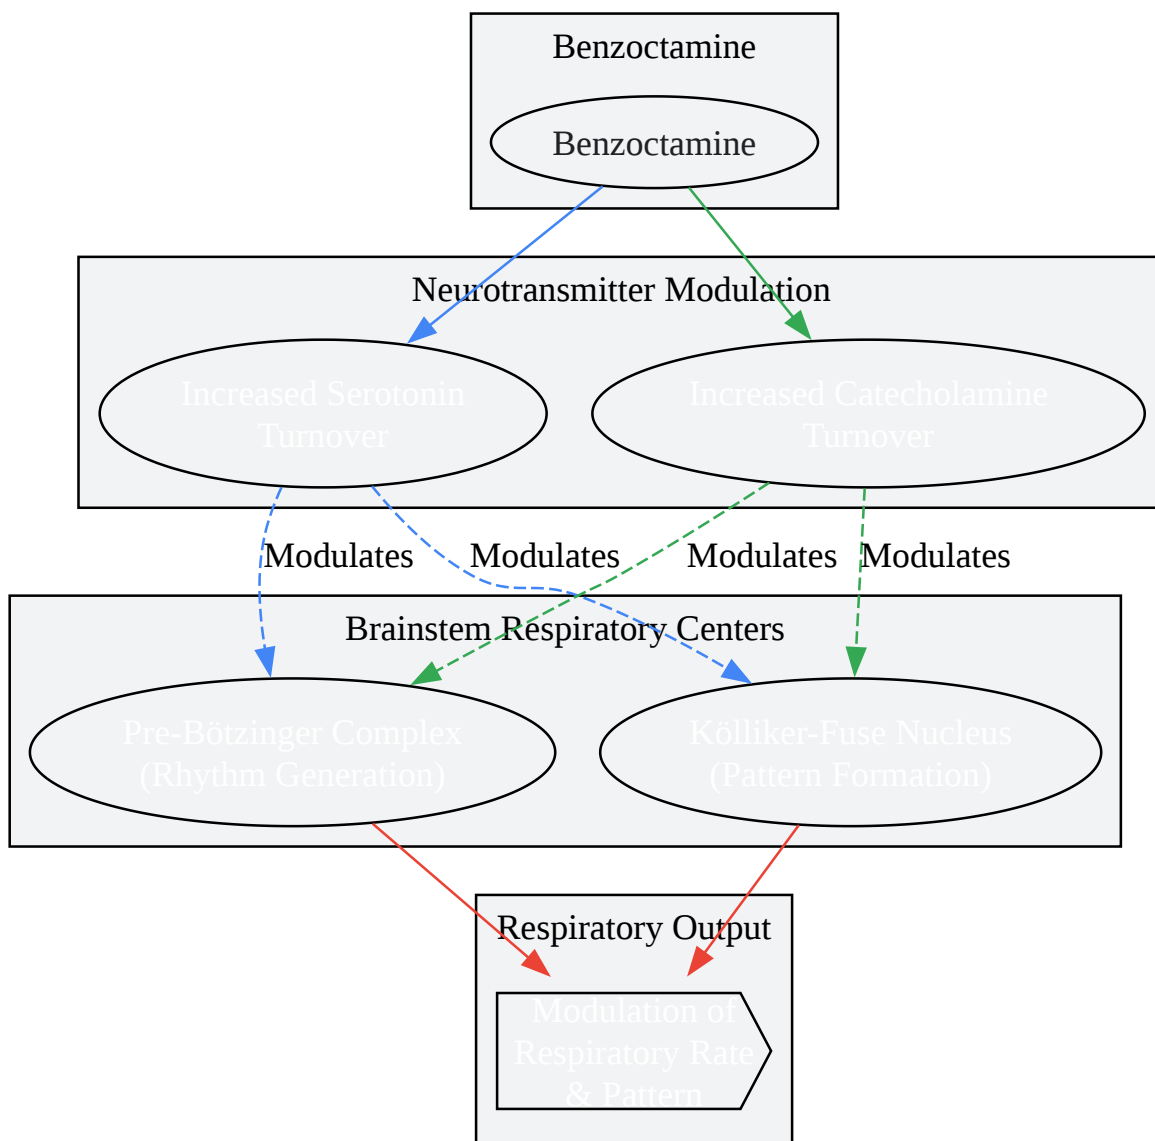 Benzoctamine
Benzoctamine
Neurotransmitter Modulation
Increased Serotonin
Turnover
Increased Catecholamine
Turnover
Modulates
Modulates
Modulates
Modulates
Brainstem Respiratory Centers
Pre-Bötzinger Complex
(Rhythm Generation)
Kölliker-Fuse Nucleus
(Pattern Formation)
Respiratory Output
Modulation of
Respiratory Rate
& Pattern